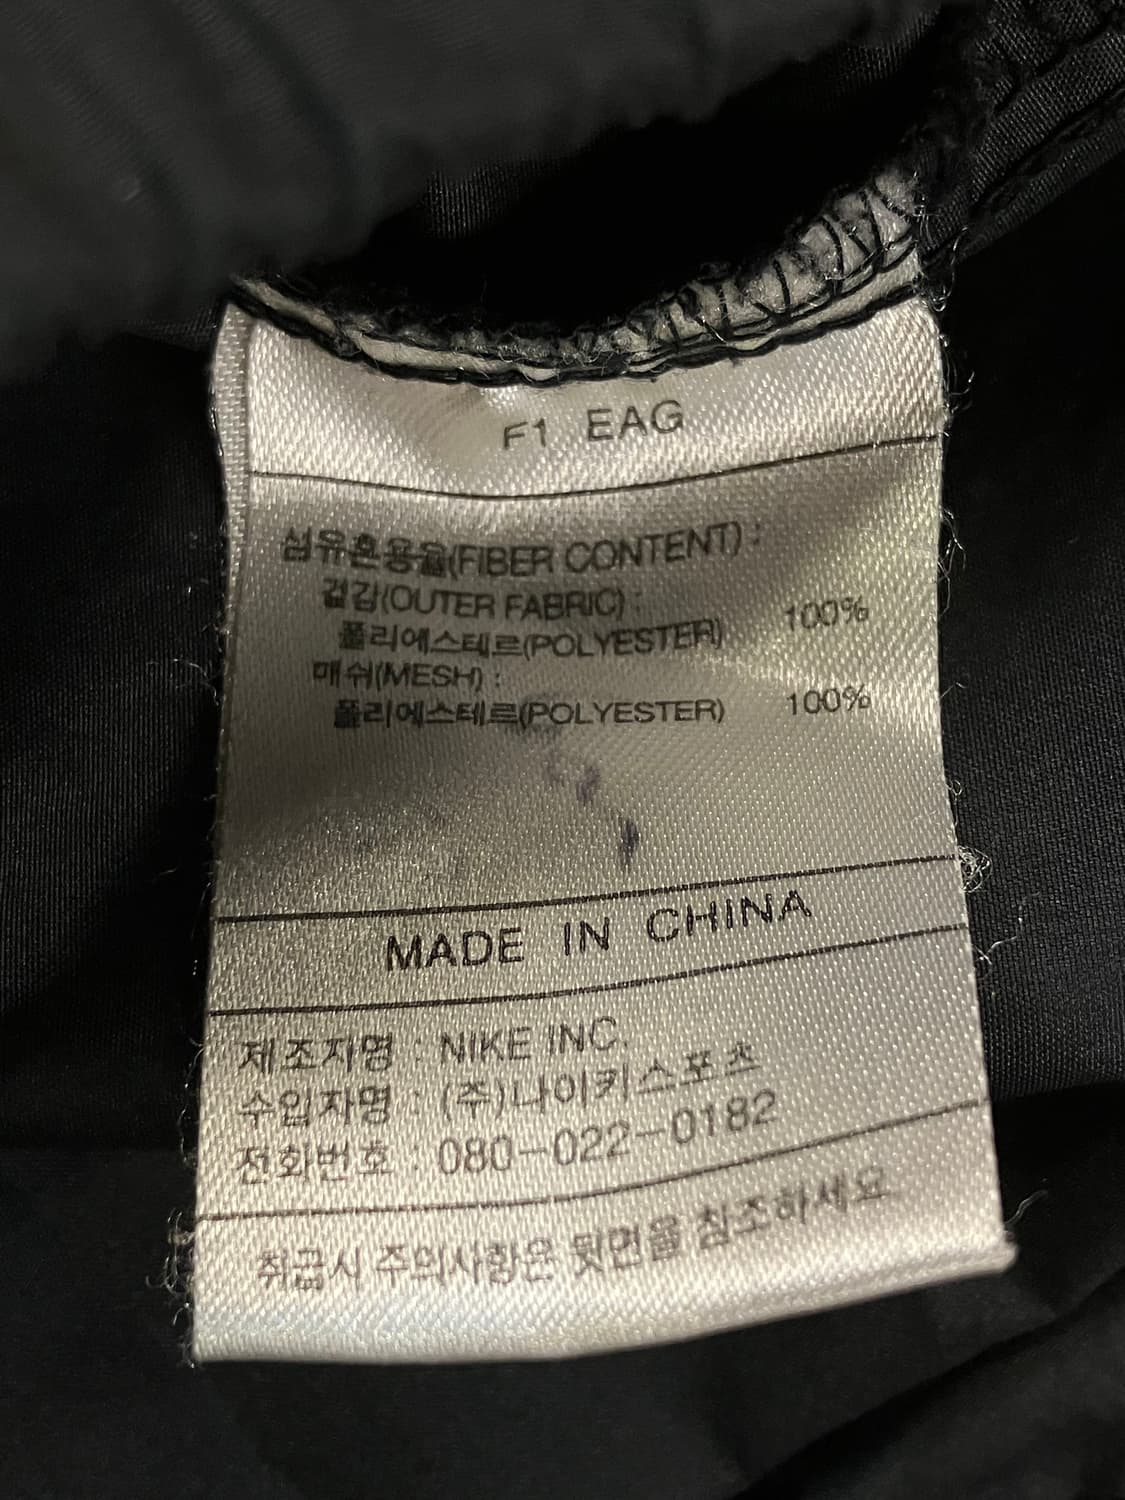 F1 EAG
섬유혼용율(FIBER CONTENT) :
겉감(OUTER FABRIC) :
폴리에스테르(POLYESTER) 100%
매쉬(MESH) :
폴리에스테르(POLYESTER) 100%
MADE IN CHINA
제조자명 : NIKE INC.
수입자명 : (주)나이키스포츠
전화번호 : 080-022-0182
취급시 주의사항은 뒷면을 참조하세요